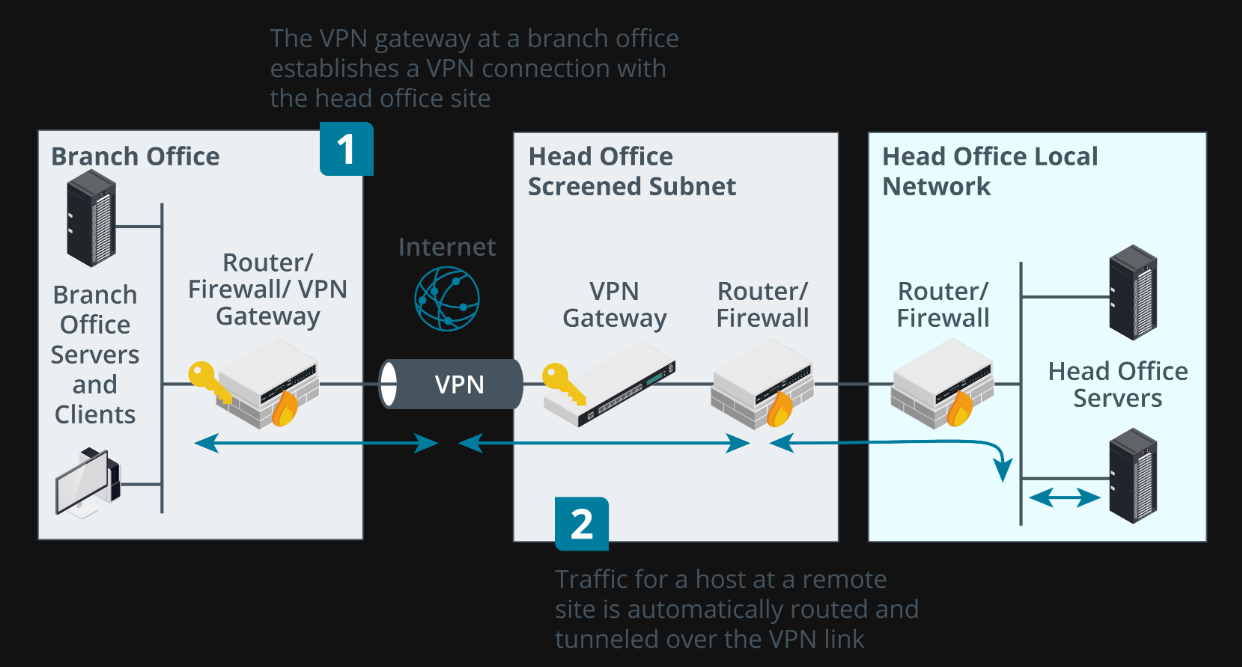 The VPN gateway at a branch office
establishes a VPN connection with
the head office site
1
Branch Office
Branch
Office
Servers
and
Clients
Router/
Firewall/ VPN
Gateway
Internet
VPN
Head Office
Screened Subnet
VPN
Gateway
Router/
Firewall
Head Office Local
Network
Router/
Firewall
Head Office
Servers
2
Traffic for a host at a remote
site is automatically routed and
tunneled over the VPN link